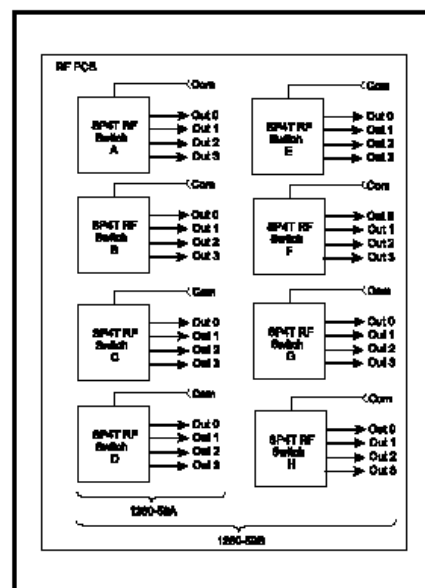 RF PCB
Com
SP4T RF
Switch
A
Out 0
Out 1
Out 2
Out 3
Com
SP4T RF
Switch
B
Out 0
Out 1
Out 2
Out 3
Com
SP4T RF
Switch
C
Out 0
Out 1
Out 2
Out 3
Com
SP4T RF
Switch
D
Out 0
Out 1
Out 2
Out 3
Com
SP4T RF
Switch
E
Out 0
Out 1
Out 2
Out 3
Com
SP4T RF
Switch
F
Out 0
Out 1
Out 2
Out 3
Com
SP4T RF
Switch
G
Out 0
Out 1
Out 2
Out 3
Com
SP4T RF
Switch
H
Out 0
Out 1
Out 2
Out 3
1260-59A
1260-59B